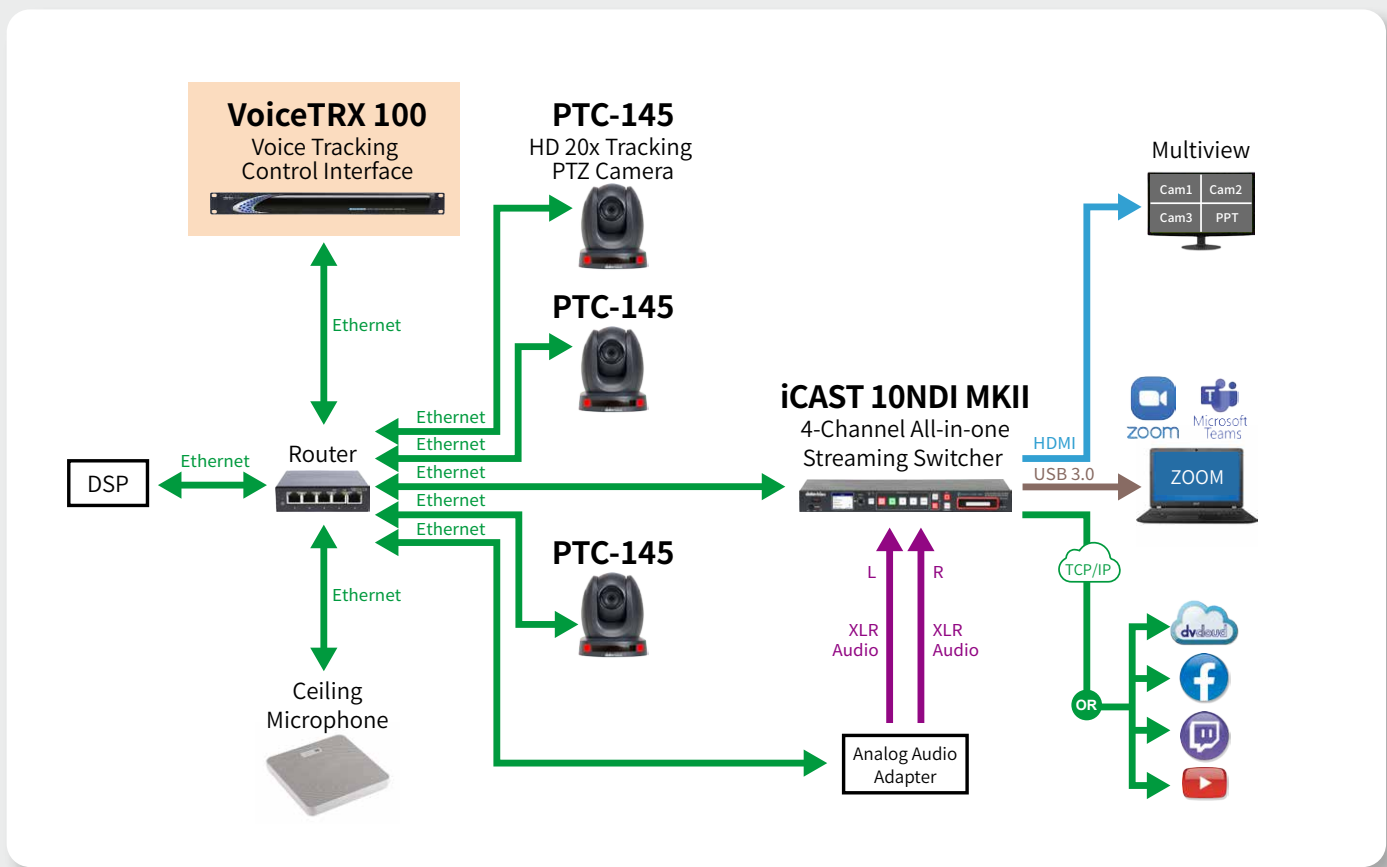 VoiceTRX 100
Voice Tracking
Control Interface
PTC-145
HD 20x Tracking
PTZ Camera
Multiview
Cam1
Cam2
Cam3
PPT
Ethernet
PTC-145
iCAST 10NDI MKII
4-Channel All-in-one
Streaming Switcher
zoom
Microsoft
Teams
HDMI
USB 3.0
ZOOM
Ethernet
Ethernet
Ethernet
Ethernet
Ethernet
Router
DSP
Ethernet
PTC-145
TCP/IP
L
R
XLR
Audio
XLR
Audio
Ethernet
dvcloud
OR
Ceiling
Microphone
Analog Audio
Adapter